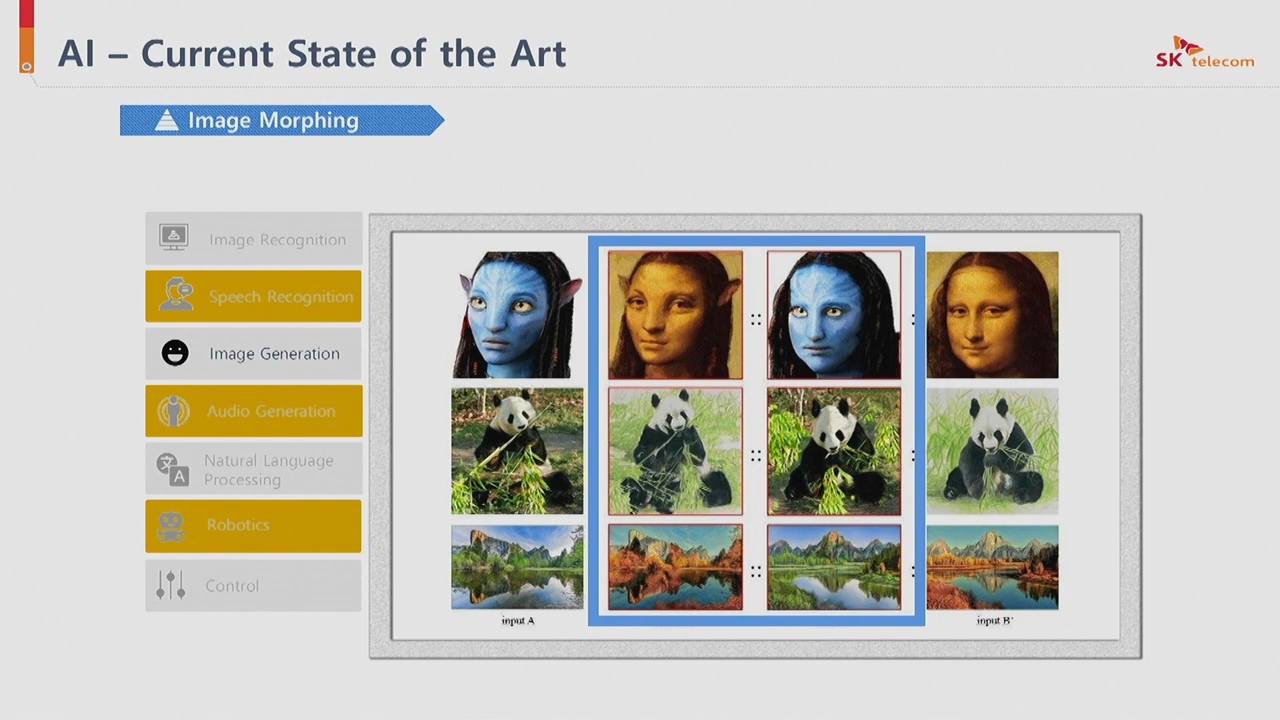 AI – Current State of the Art
SK telecom
Image Morphing
Image Recognition
Speech Recognition
Image Generation
Audio Generation
Natural Language
Processing
Robotics
Control
input A
input B'